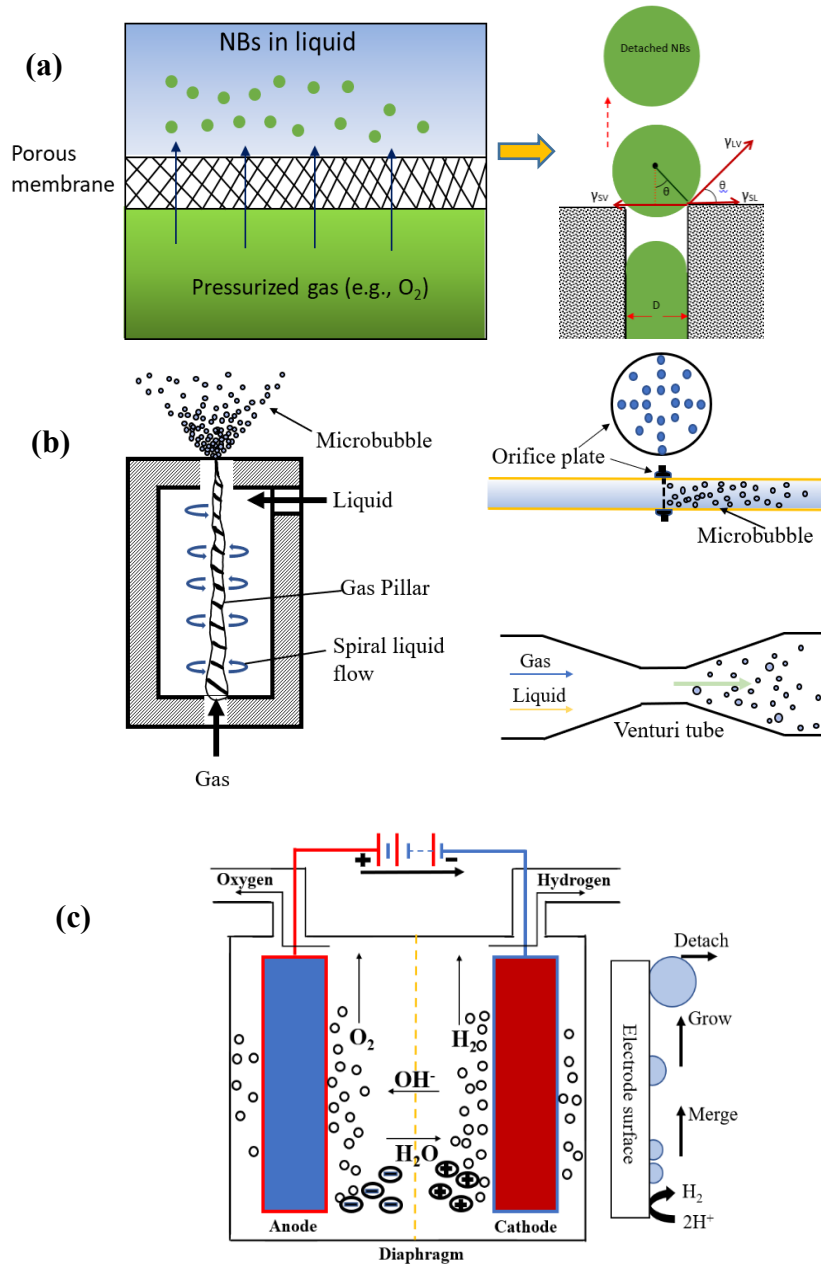 (a)
NBs in liquid
Porous
membrane
Pressurized gas (e.g., O₂)
Detached NBs
γLV
θ
θ
γSV
γSL
D
(b)
Microbubble
Liquid
Gas Pillar
Spiral liquid
flow
Gas
Orifice plate
Microbubble
Gas
Liquid
Venturi tube
(c)
+
-
Oxygen
Hydrogen
O₂
H₂
OH⁻
H₂O
Anode
Cathode
Diaphragm
Detach
Grow
Electrode surface
Merge
H₂
2H⁺